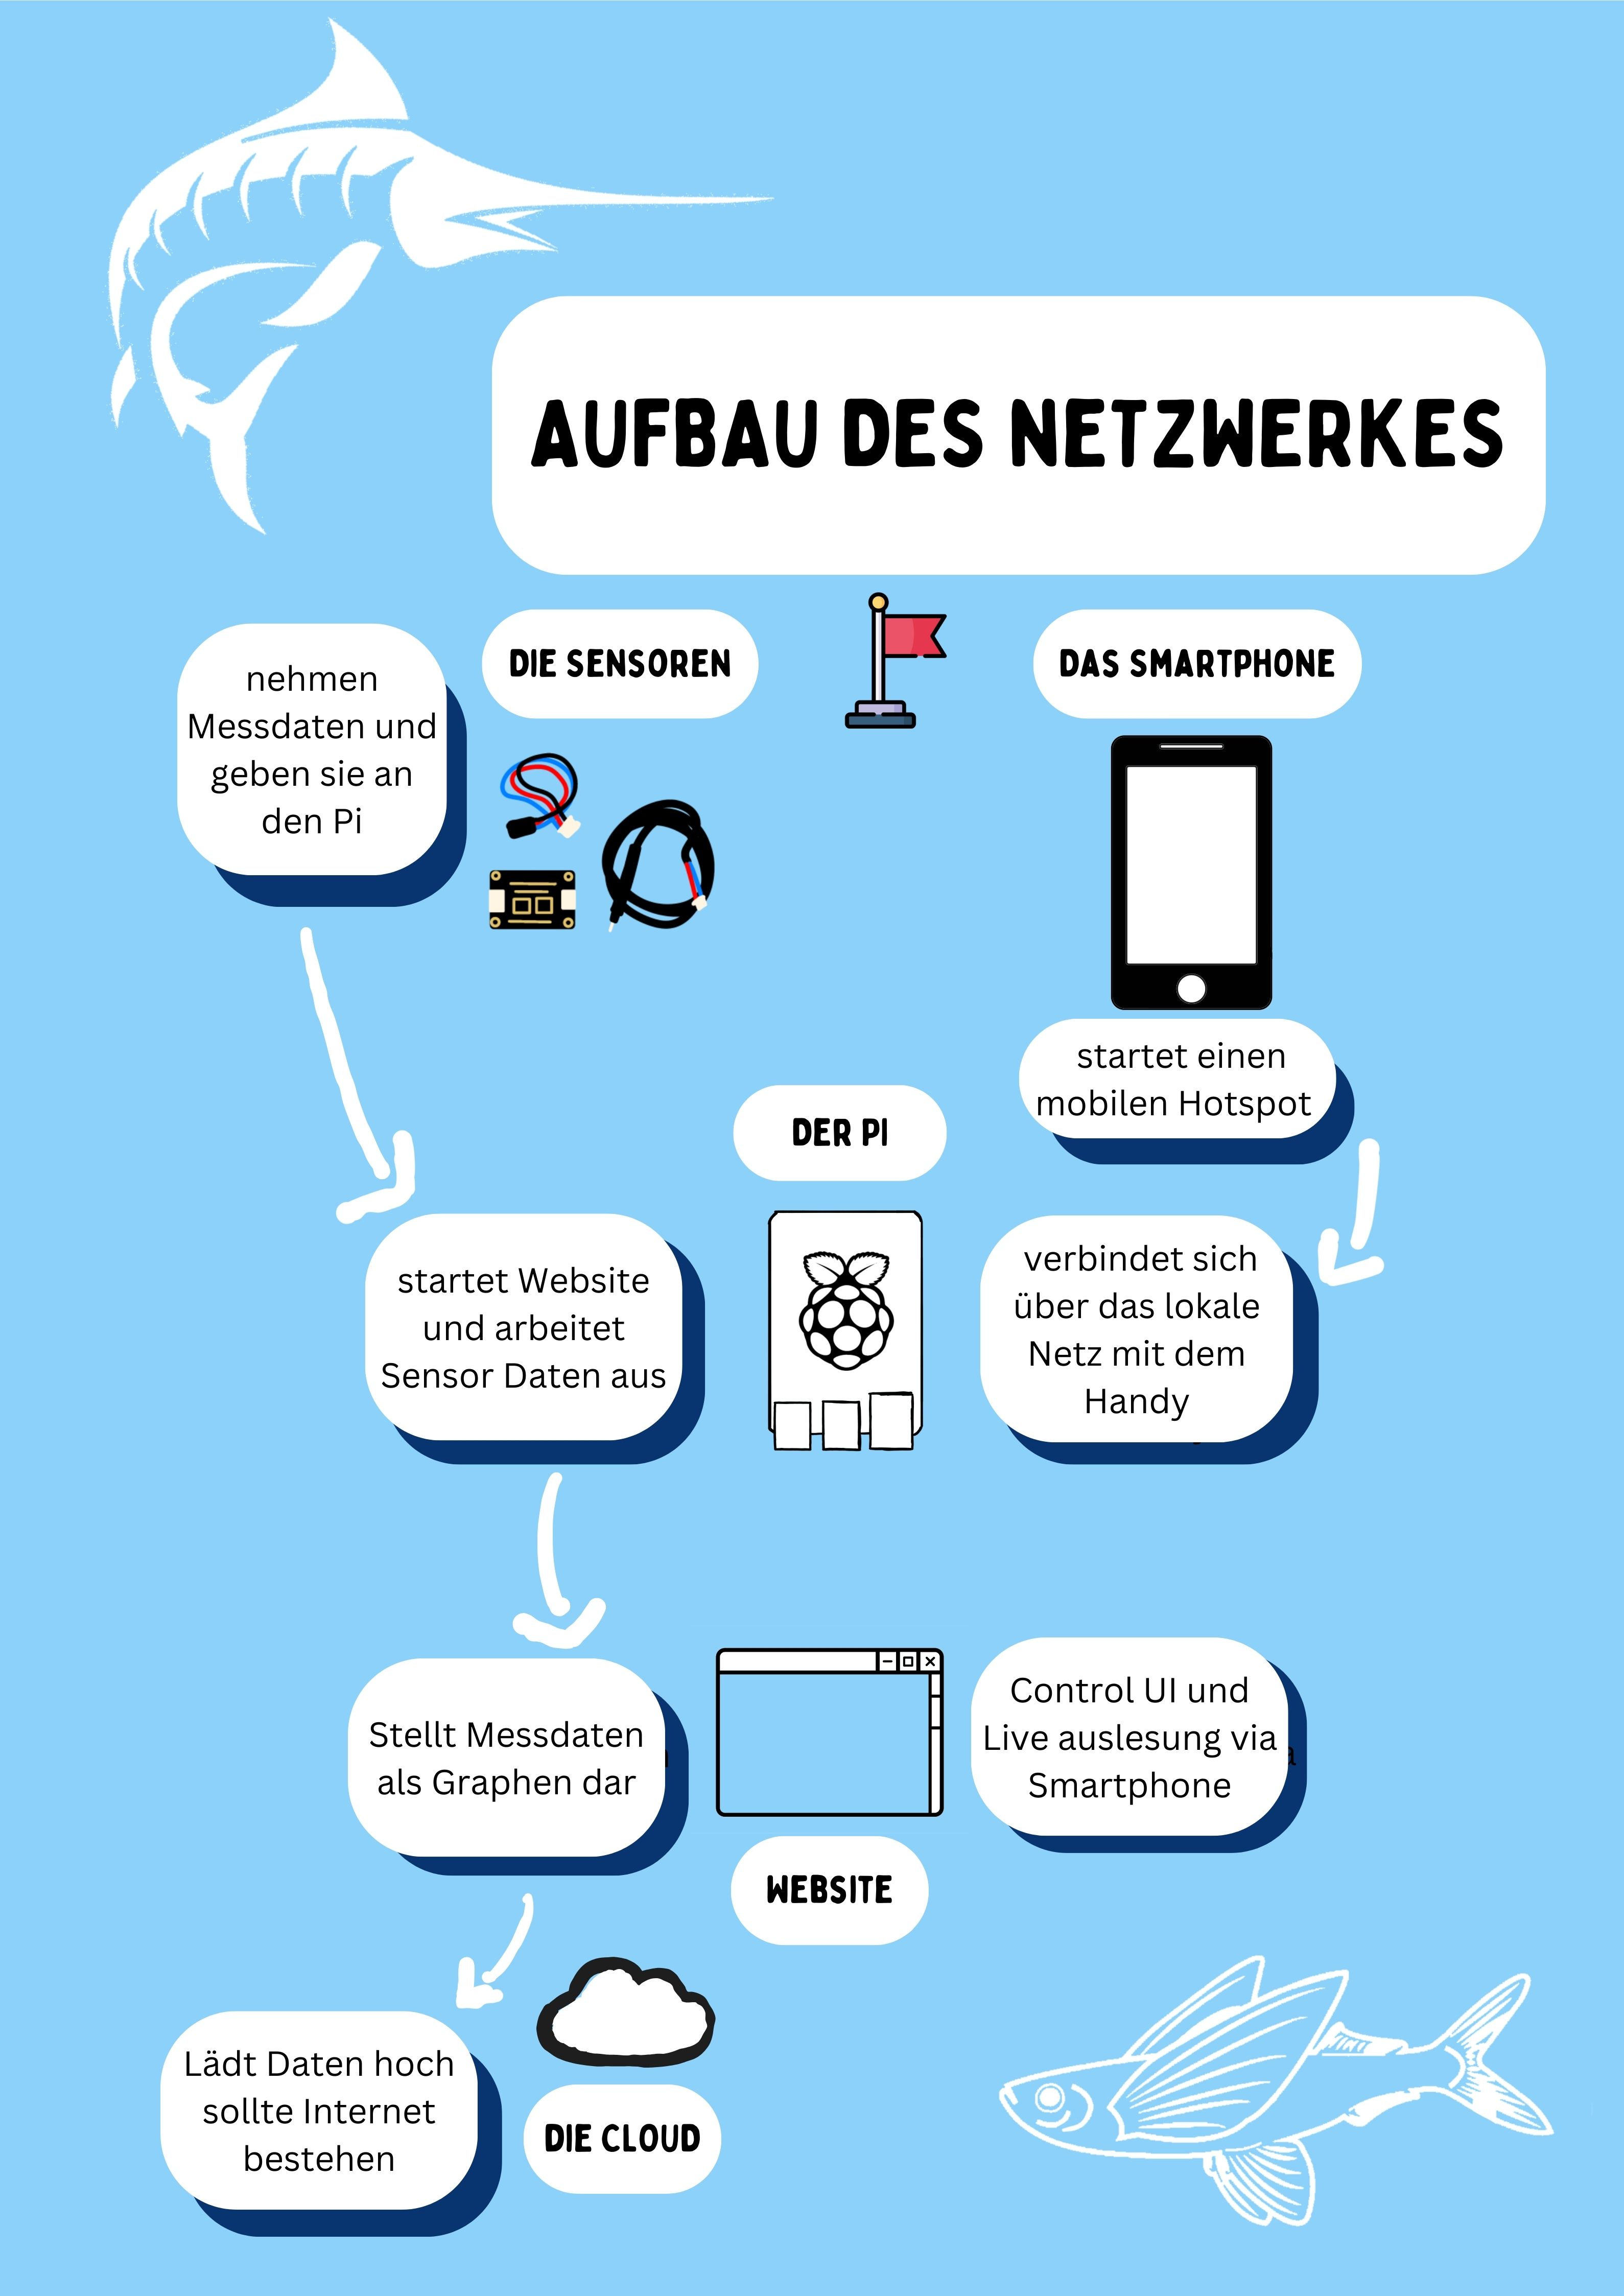 AUFBAU DES NETZWERKES
nehmen
Messdaten und
geben sie an
den Pi
DIE SENSOREN
DAS SMARTPHONE
startet einen
mobilen Hotspot
DER PI
startet Website
und arbeitet
Sensor Daten aus
verbindet sich
über das lokale
Netz mit dem
Handy
Stellt Messdaten
als Graphen dar
Control UI und
Live auslesung via
Smartphone
WEBSITE
Lädt Daten hoch
sollte Internet
bestehen
DIE CLOUD